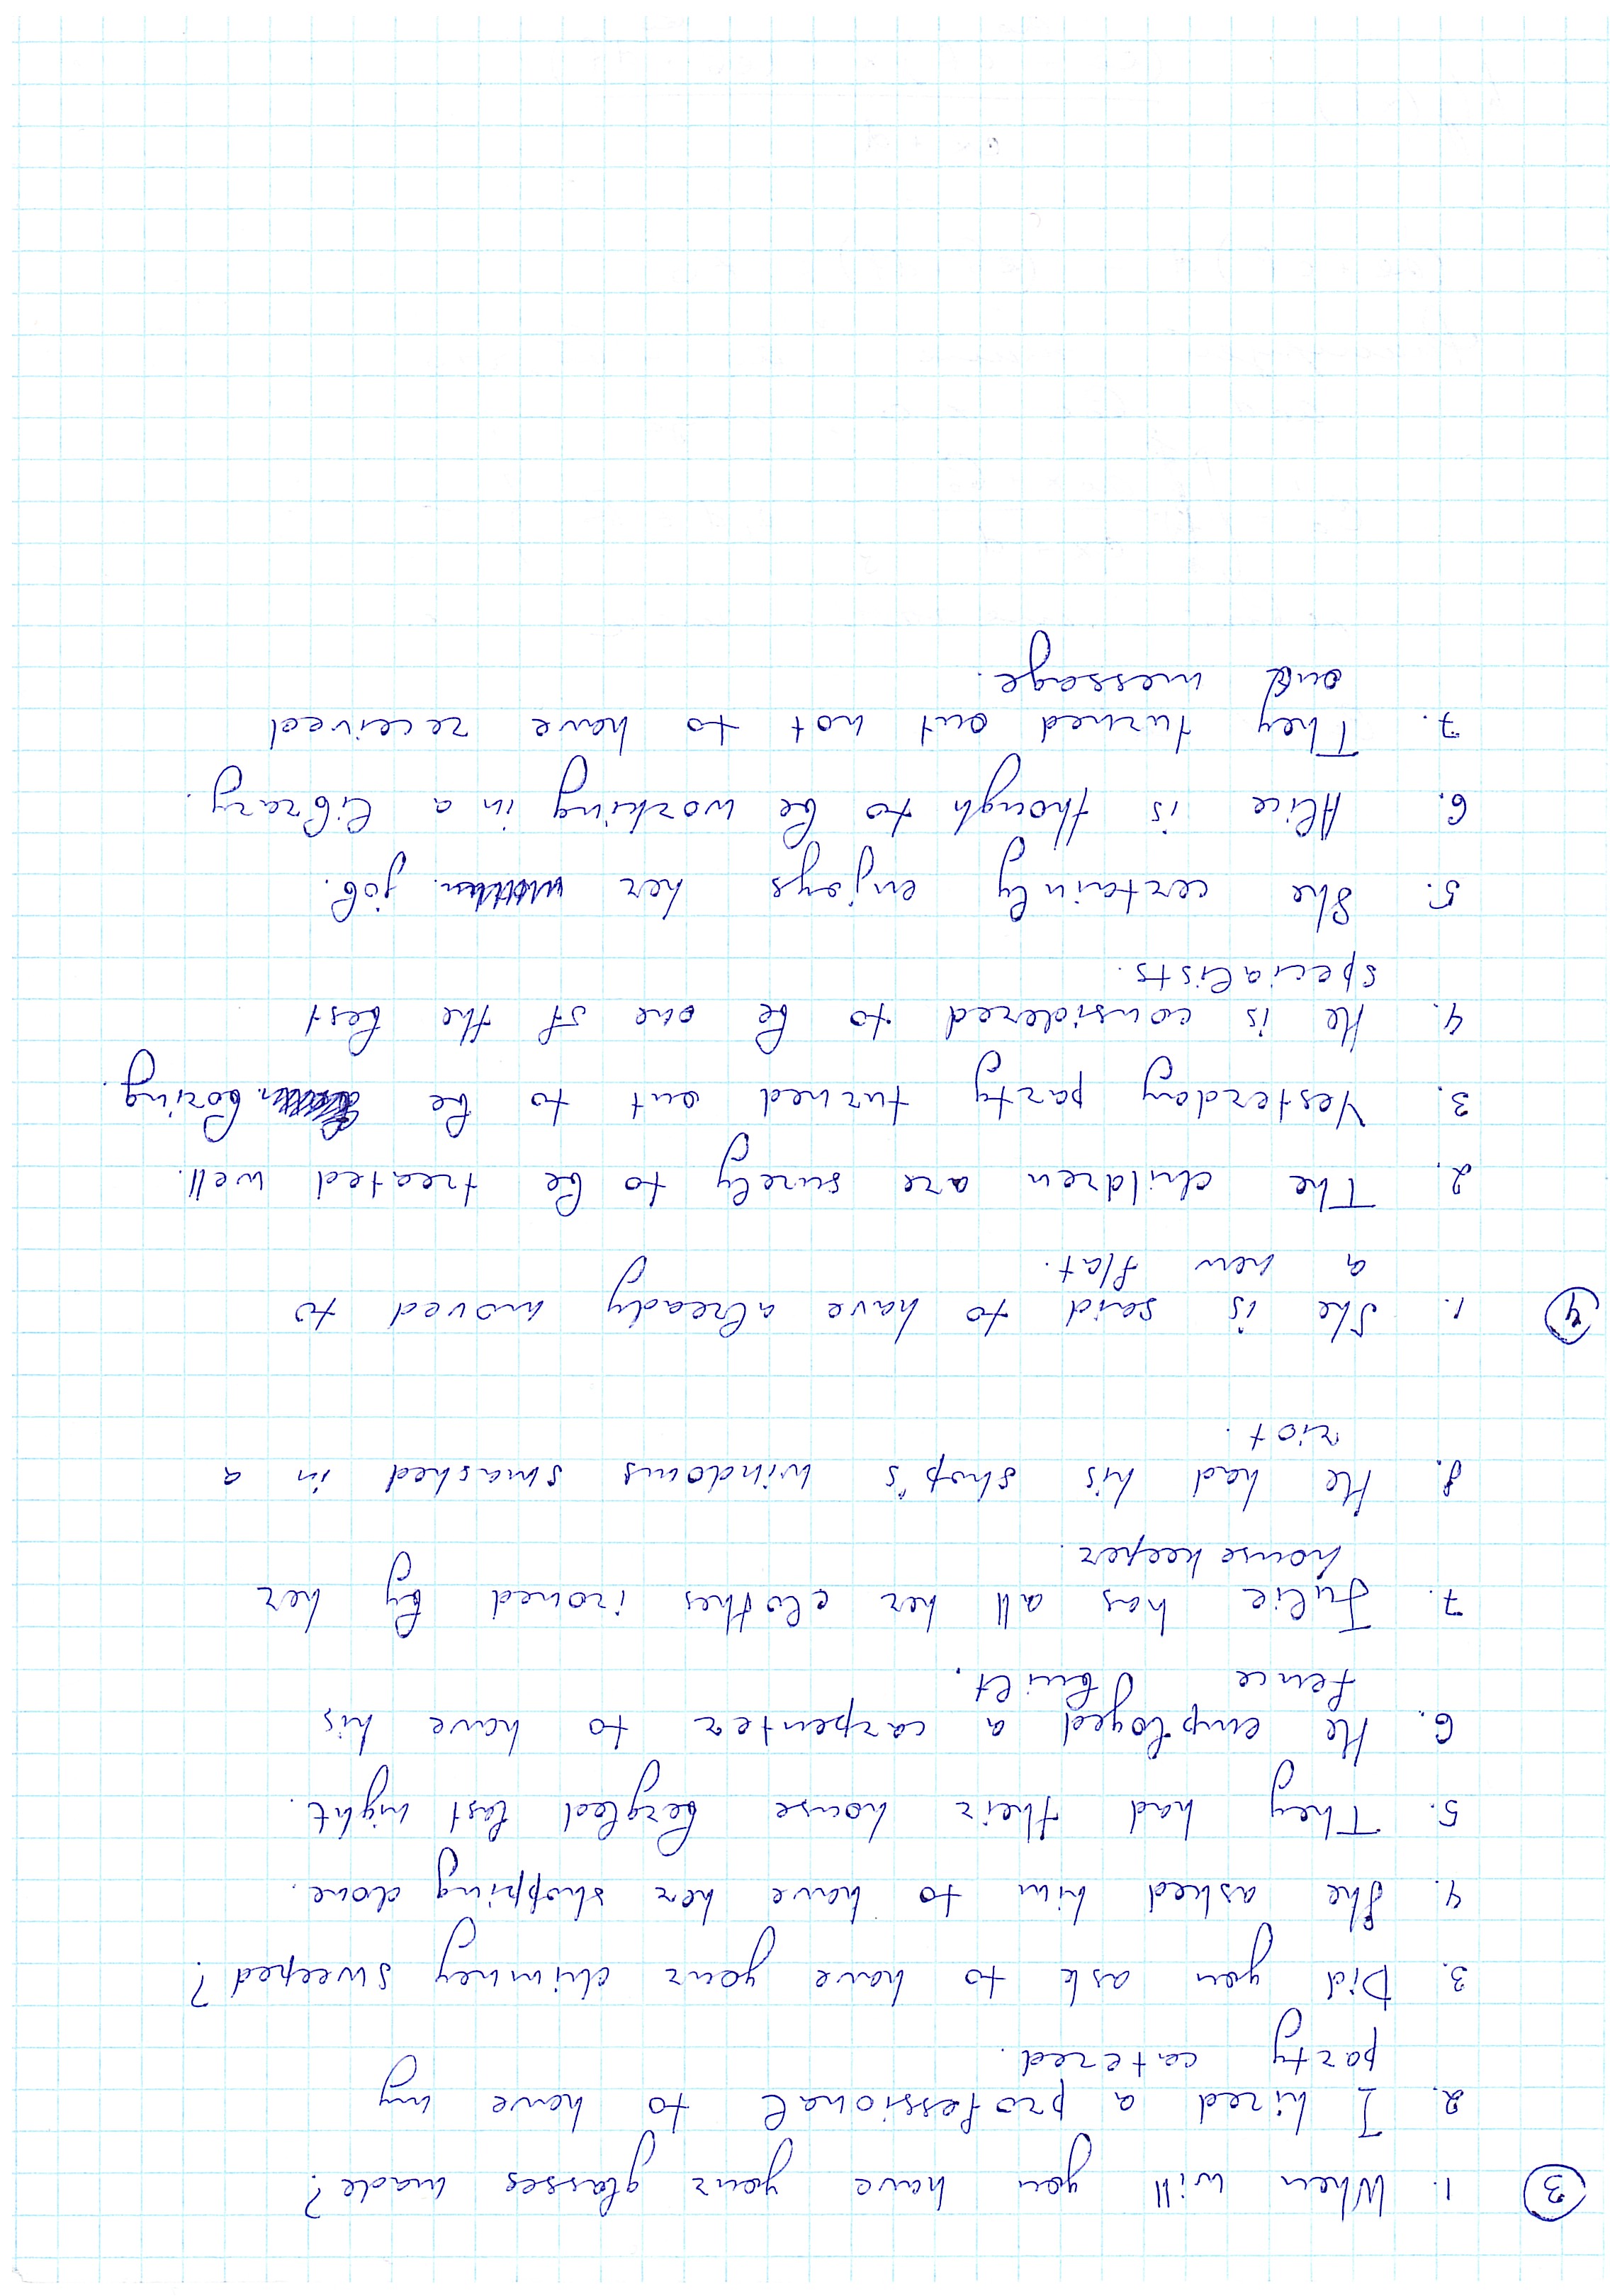 3 1. When will you have your glasses made?
2. I hired a professional to have my
party catered.
3. Did you ask to have your chimney sweeped?
4. She asked him to have her shopping done.
5. They had their house bergled last night.
6. He employed a carpenter to have his
fence built.
7. Julie has all her clothes ironed by her
housekeeper.
8. He had his shop's windows smashed in a
riot.
4 1. She is said to have already moved to
a new flat.
2. The children are surely to be treated well.
3. Yesterday party turned out to be boring.
4. He is considered to be one of the best
specialists.
5. She certainly enjoys her job.
6. Alice is though to be working in a library.
7. They turned out not to have received
our message.